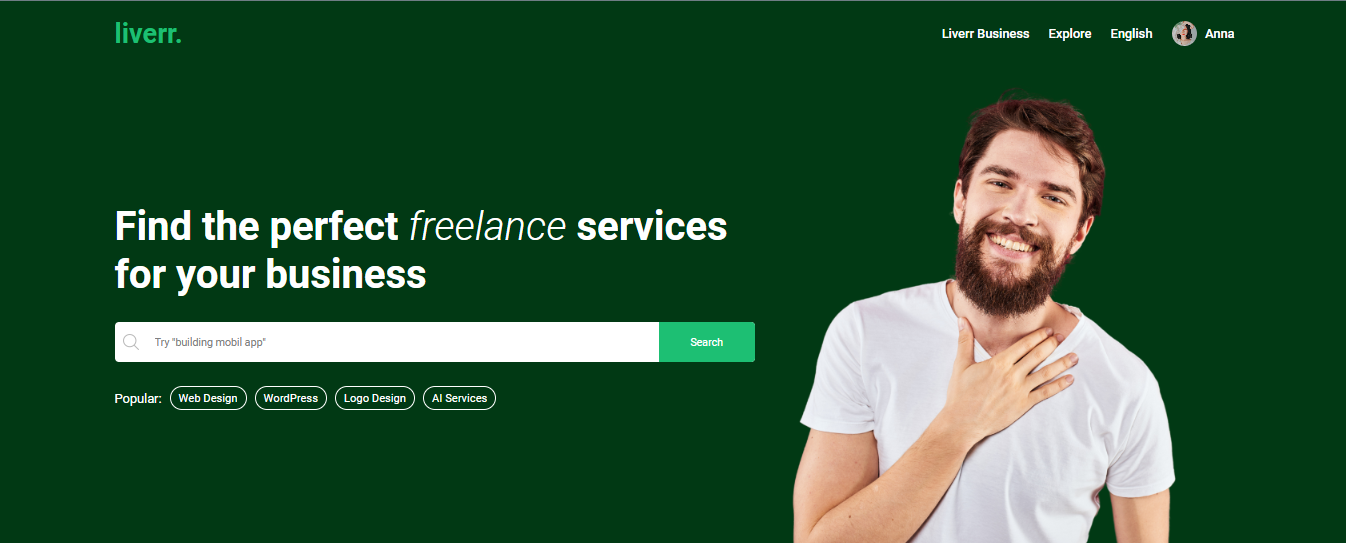 liverr.
Liverr Business Explore English Anna
Find the perfect freelance services
for your business
Try "building mobil app"
Search
Popular: Web Design WordPress Logo Design AI Services